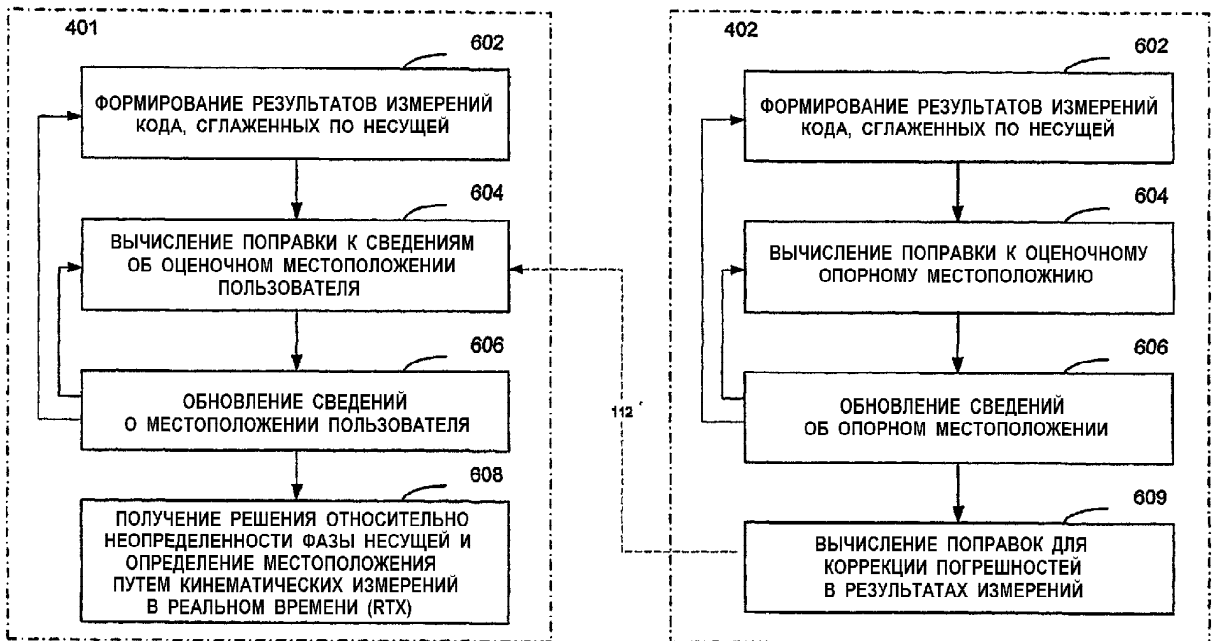 401
602
ФОРМИРОВАНИЕ РЕЗУЛЬТАТОВ ИЗМЕРЕНИЙ
КОДА, СГЛАЖЕННЫХ ПО НЕСУЩЕЙ
604
ВЫЧИСЛЕНИЕ ПОПРАВКИ К СВЕДЕНИЯМ
ОБ ОЦЕНОЧНОМ МЕСТОПОЛОЖЕНИИ
ПОЛЬЗОВАТЕЛЯ
606
ОБНОВЛЕНИЕ СВЕДЕНИЙ
О МЕСТОПОЛОЖЕНИИ ПОЛЬЗОВАТЕЛЯ
608
ПОЛУЧЕНИЕ РЕШЕНИЯ ОТНОСИТЕЛЬНО
НЕОПРЕДЕЛЕННОСТИ ФАЗЫ НЕСУЩЕЙ И
ОПРЕДЕЛЕНИЕ МЕСТОПОЛОЖЕНИЯ
ПУТЕМ КИНЕМАТИЧЕСКИХ ИЗМЕРЕНИЙ
В РЕАЛЬНОМ ВРЕМЕНИ (RTX)
112
402
602
ФОРМИРОВАНИЕ РЕЗУЛЬТАТОВ ИЗМЕРЕНИЙ
КОДА, СГЛАЖЕННЫХ ПО НЕСУЩЕЙ
604
ВЫЧИСЛЕНИЕ ПОПРАВКИ К ОЦЕНОЧНОМУ
ОПОРНОМУ МЕСТОПОЛОЖНИЮ
606
ОБНОВЛЕНИЕ СВЕДЕНИЙ
ОБ ОПОРНОМ МЕСТОПОЛОЖЕНИИ
609
ВЫЧИСЛЕНИЕ ПОПРАВОК ДЛЯ
КОРРЕКЦИИ ПОГРЕШНОСТЕЙ
В РЕЗУЛЬТАТАХ ИЗМЕРЕНИЙ